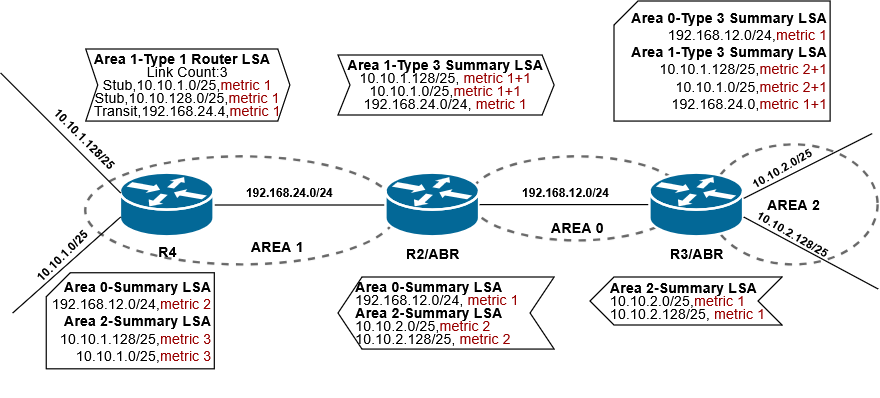 Area 0-Type 3 Summary LSA
192.168.12.0/24,metric 1
Area 1-Type 3 Summary LSA
10.10.1.128/25,metric 2+1
10.10.1.0/25,metric 2+1
192.168.24.0,metric 1+1
Area 1-Type 1 Router LSA
Link Count:3
Stub,10.10.1.0/25,metric 1
Stub,10.10.128.0/25,metric 1
Transit,192.168.24.4,metric 1
Area 1-Type 3 Summary LSA
10.10.1.128/25, metric 1+1
10.10.1.0/25, metric 1+1
192.168.24.0/24, metric 1
10.10.1.128/25
10.10.1.0/25
R4
192.168.24.0/24
AREA 1
R2/ABR
192.168.12.0/24
AREA 0
R3/ABR
10.10.2.0/25
AREA 2
10.10.2.128/25
Area 0-Summary LSA
192.168.12.0/24,metric 2
Area 2-Summary LSA
10.10.1.128/25,metric 3
10.10.1.0/25,metric 3
Area 0-Summary LSA
192.168.12.0/24, metric 1
Area 2-Summary LSA
10.10.2.0/25,metric 2
10.10.2.128/25, metric 2
Area 2-Summary LSA
10.10.2.0/25,metric 1
10.10.2.128/25, metric 1